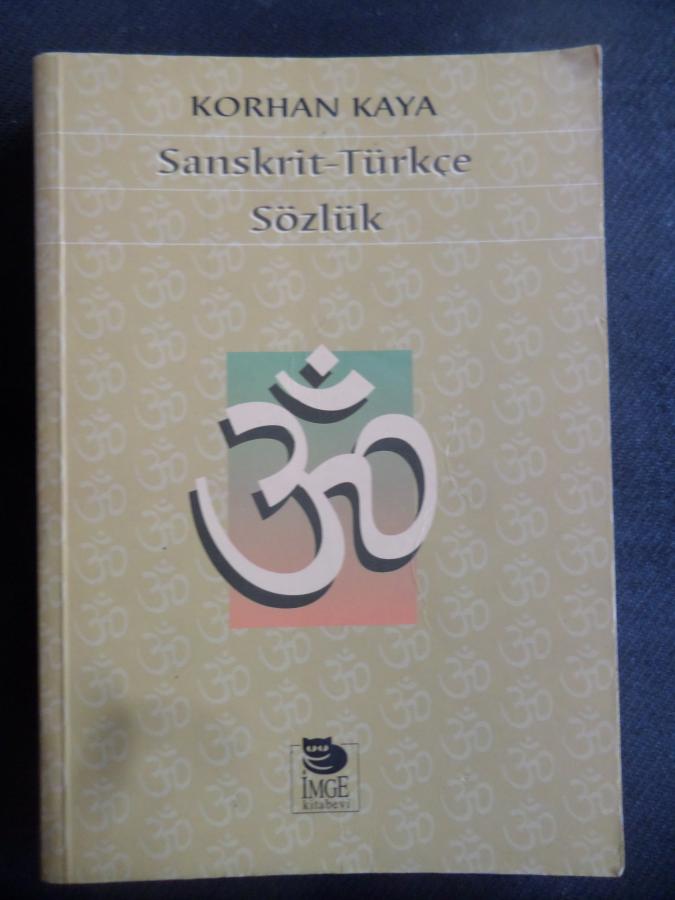 KORHAN KAYA
Sanskrit-Türkçe
Sözlük
ॐ
İMGE
kitabevi